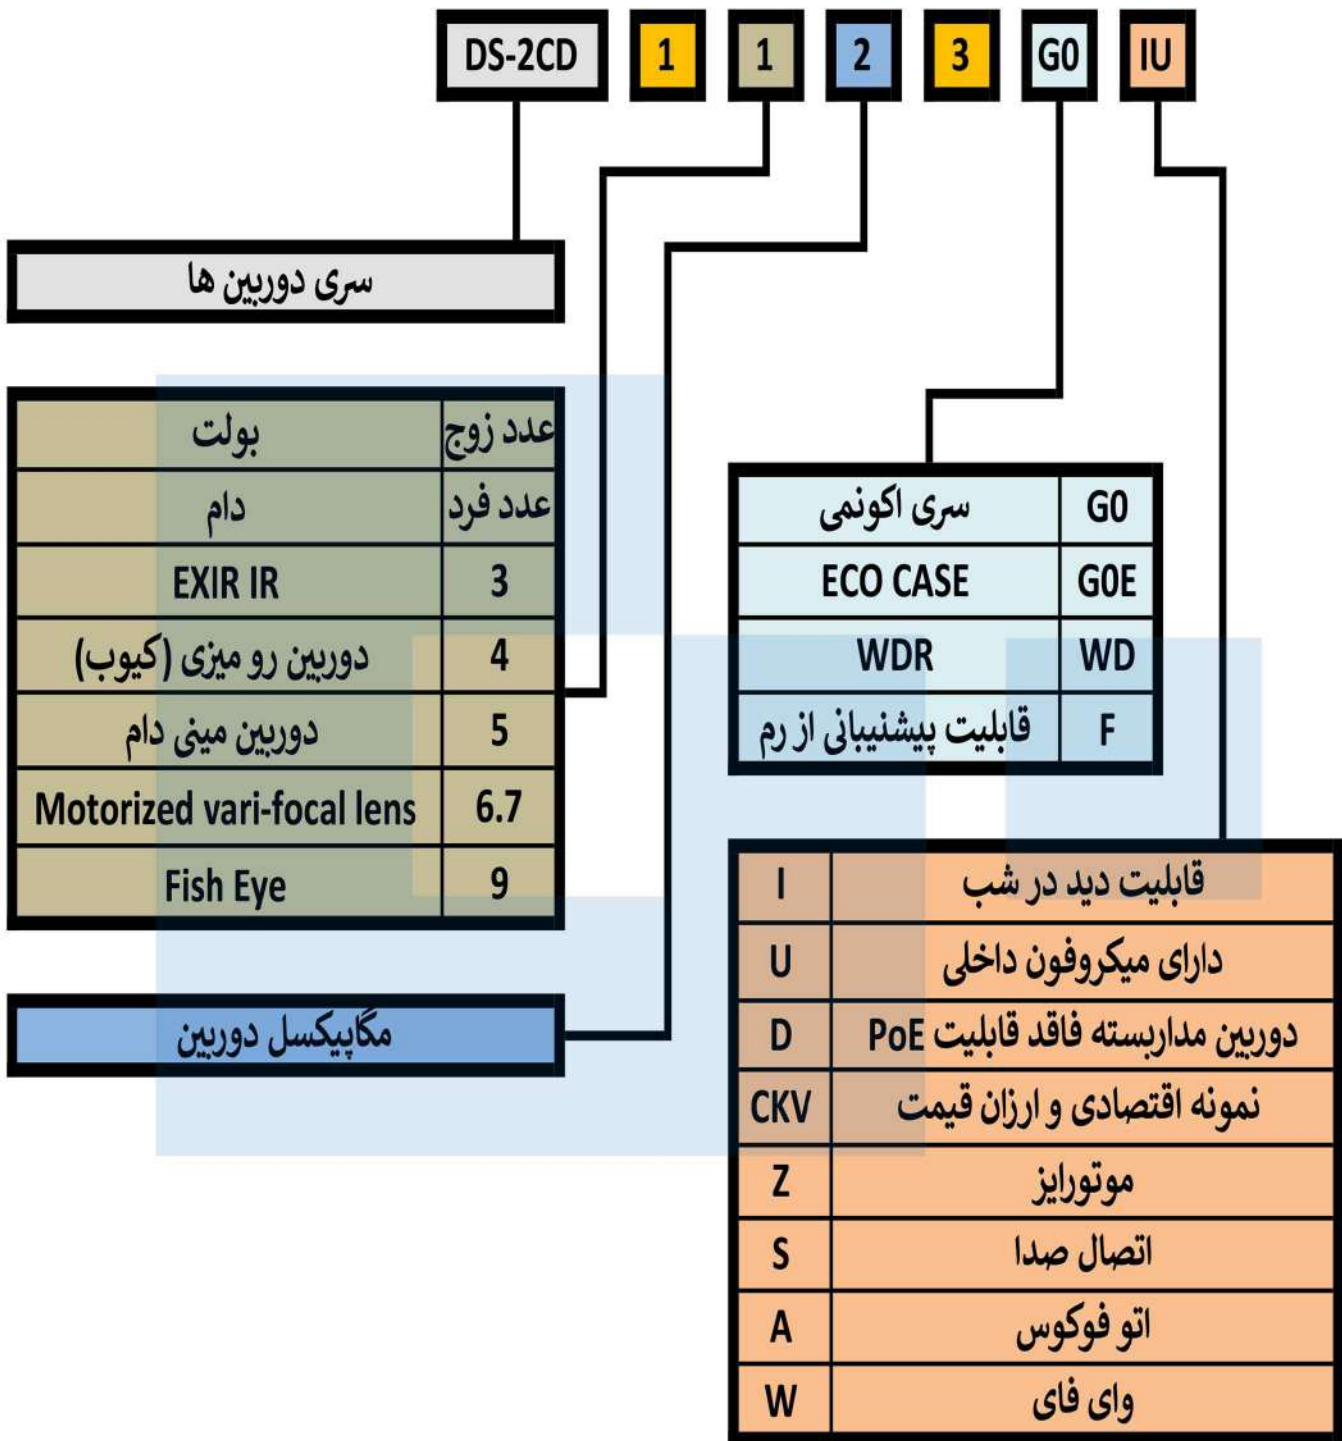 DS-2CD 1 1 2 3 G0 IU
سری دوربین ها
عدد زوج بولت
عدد فرد دام
3 EXIR IR
4 دوربین رو میزی (کیوب)
5 دوربین مینی دام
6.7 Motorized vari-focal lens
9 Fish Eye
مگاپیکسل دوربین
G0 سری اکونمی
G0E ECO CASE
WD WDR
F قابلیت پیشنیبانی از رم
I قابلیت دید در شب
U دارای میکروفون داخلی
D دوربین مداربسته فاقد قابلیت PoE
CKV نمونه اقتصادی و ارزان قیمت
Z موتورایز
S اتصال صدا
A اتو فوکوس
W وای فای